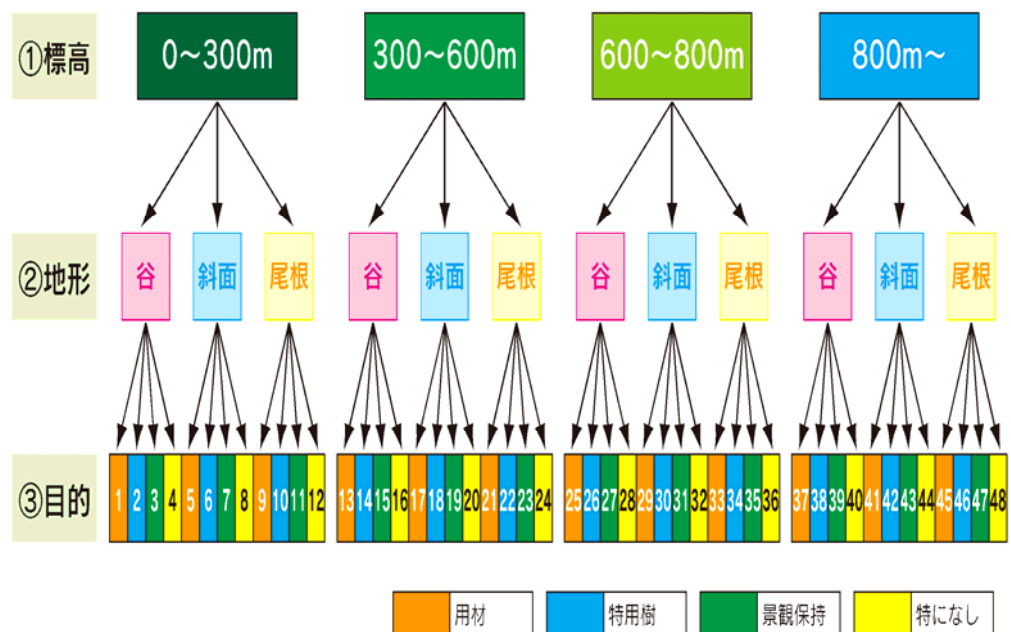 ①標高
0～300m
300～600m
600～800m
800m～
②地形
谷 斜面 尾根 谷 斜面 尾根 谷 斜面 尾根 谷 斜面 尾根
③目的
1 2 3 4 5 6 7 8 9 10 11 12 13 14 15 16 17 18 19 20 21 22 23 24 25 26 27 28 29 30 31 32 33 34 35 36 37 38 39 40 41 42 43 44 45 46 47 48
用材 特用樹 景観保持 特になし